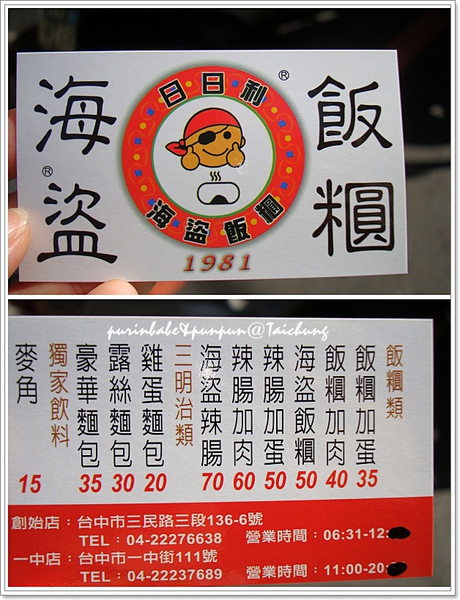 海盜
飯糰
®
®
日日利
海盜飯糰
1981
purinbabe&punpun@Taichung
飯糰類
飯糰加蛋 35
飯糰加肉 40
海盜飯糰 50
辣腸加蛋 50
辣腸加肉 60
海盜辣腸 70
三明治類
雞蛋麵包 20
露絲麵包 30
豪華麵包 35
獨家飲料
麥角 15
創始店：台中市三民路三段136-6號
TEL：04-22276638 營業時間：06:31-12:
一中店：台中市一中街111號
TEL：04-22237689 營業時間：11:00-20: